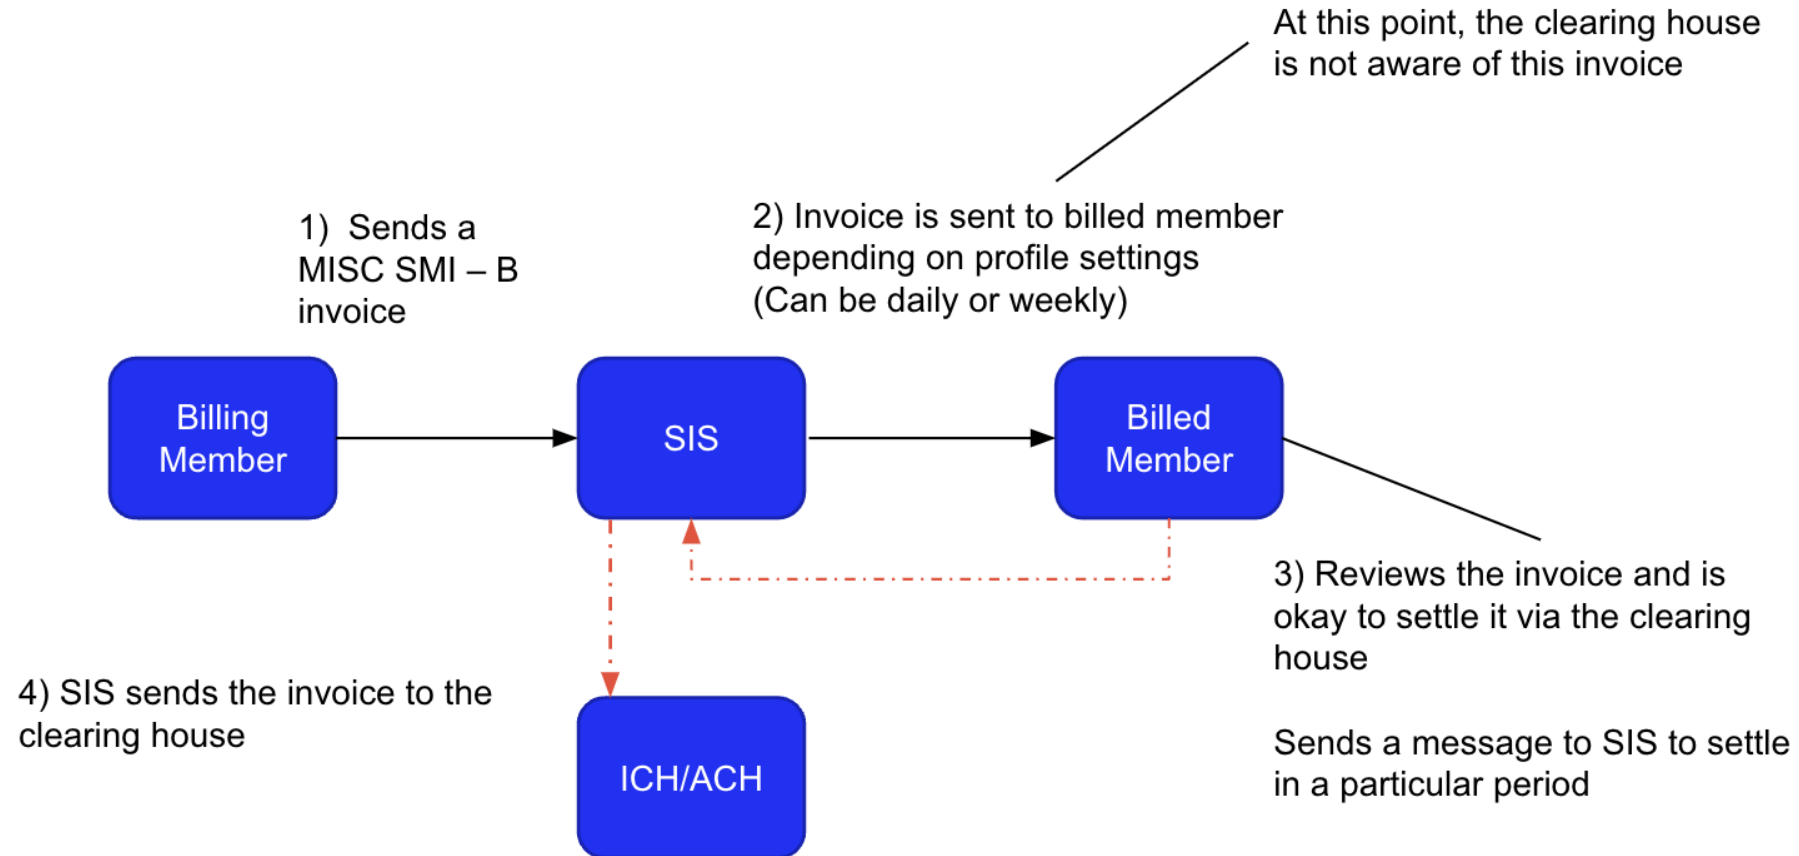 At this point, the clearing house
is not aware of this invoice
1)  Sends a
MISC SMI – B
invoice
2) Invoice is sent to billed member
depending on profile settings
(Can be daily or weekly)
Billing
Member
SIS
Billed
Member
3) Reviews the invoice and is
okay to settle it via the clearing
house
Sends a message to SIS to settle
in a particular period
4) SIS sends the invoice to the
clearing house
ICH/ACH